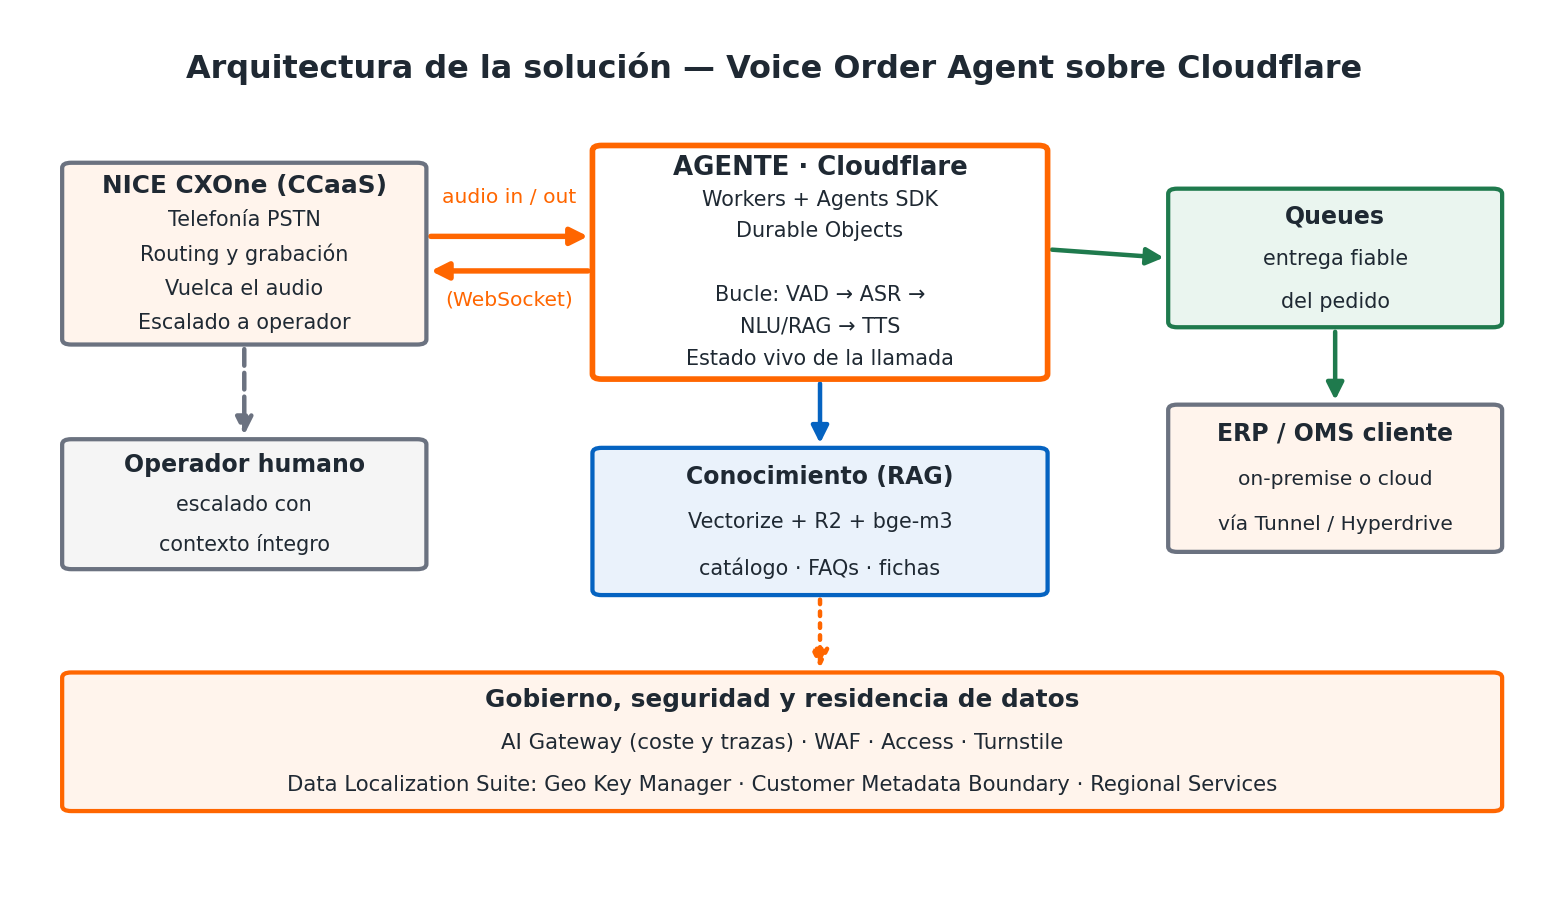 Arquitectura de la solución — Voice Order Agent sobre Cloudflare
NICE CXOne (CCaaS)
Telefonía PSTN
Routing y grabación
Vuelca el audio
Escalado a operador
audio in / out
(WebSocket)
AGENTE · Cloudflare
Workers + Agents SDK
Durable Objects
Bucle: VAD → ASR →
NLU/RAG → TTS
Estado vivo de la llamada
Queues
entrega fiable
del pedido
Operador humano
escalado con
contexto íntegro
Conocimiento (RAG)
Vectorize + R2 + bge-m3
catálogo · FAQs · fichas
ERP / OMS cliente
on-premise o cloud
vía Tunnel / Hyperdrive
Gobierno, seguridad y residencia de datos
AI Gateway (coste y trazas) · WAF · Access · Turnstile
Data Localization Suite: Geo Key Manager · Customer Metadata Boundary · Regional Services